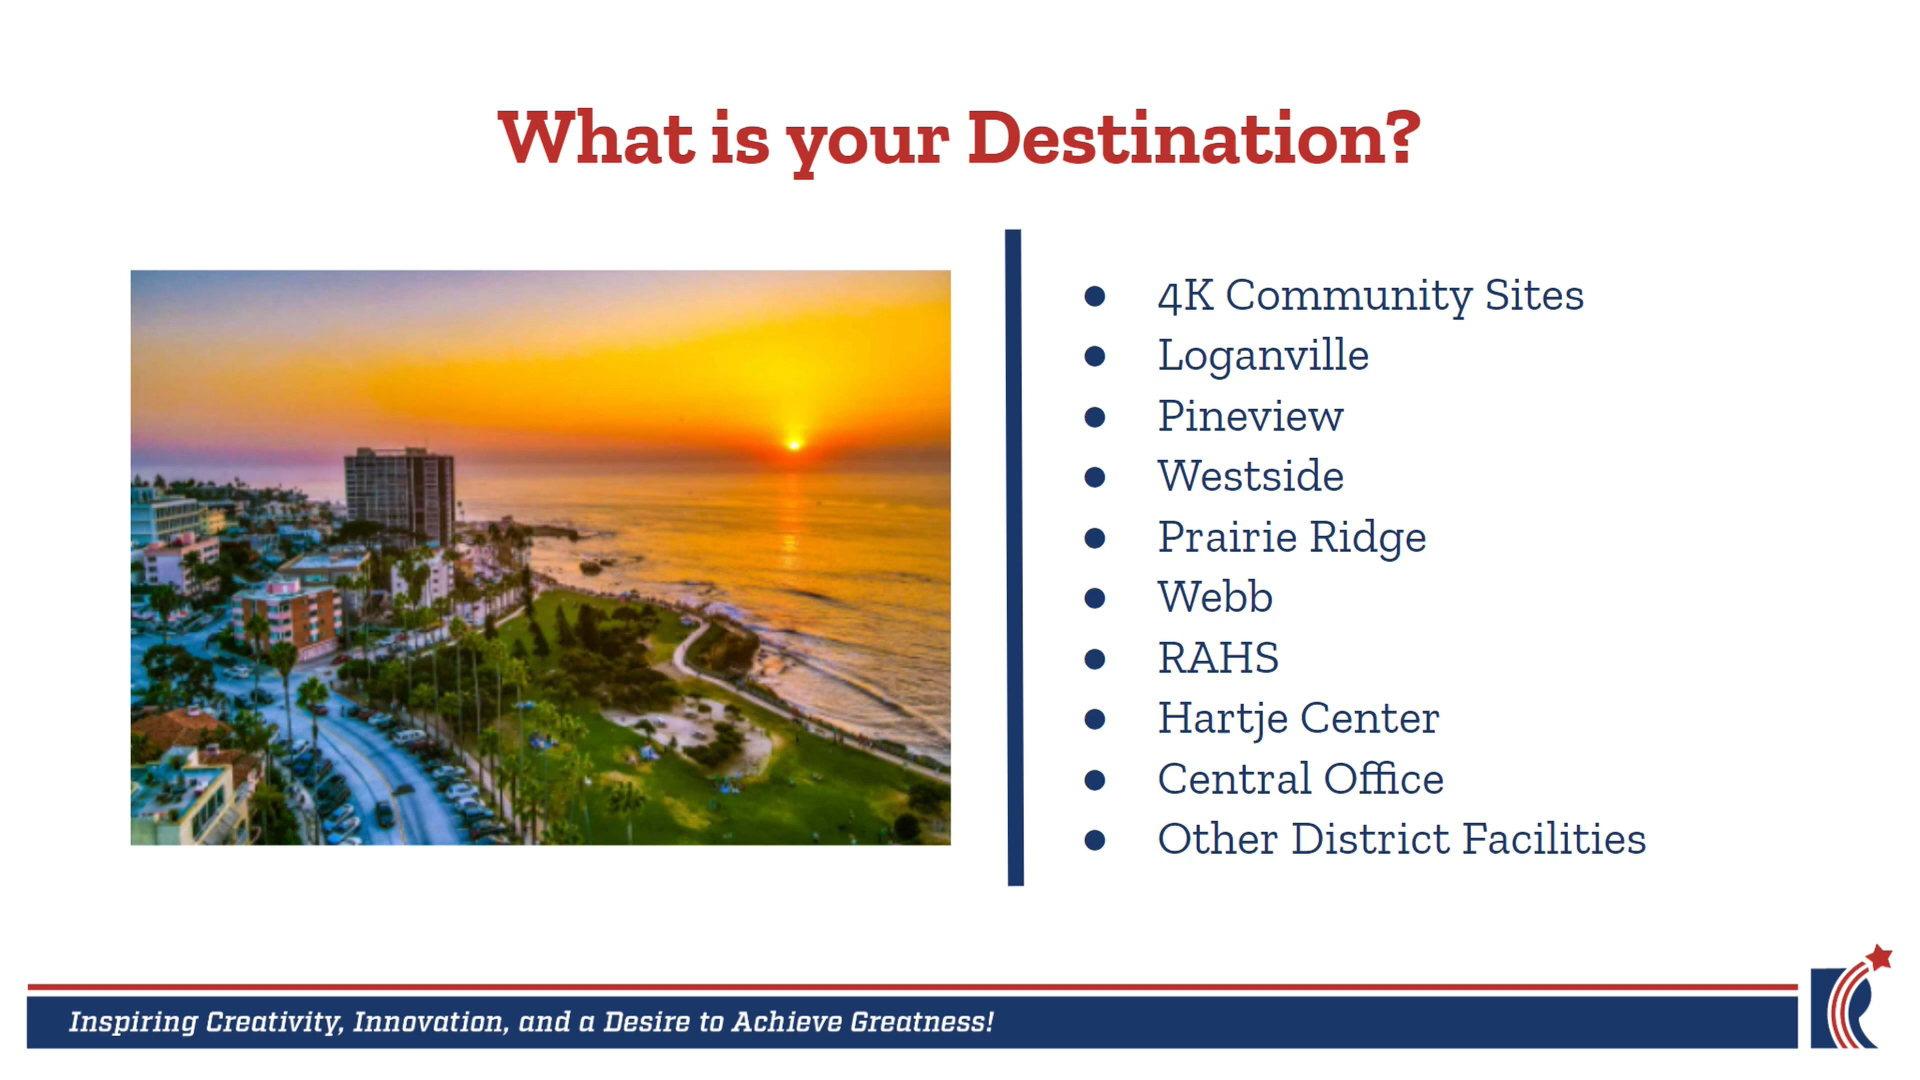 What is your Destination?
● 4K Community Sites
● Loganville
● Pineview
● Westside
● Prairie Ridge
● Webb
● RAHS
● Hartje Center
● Central Office
● Other District Facilities
Inspiring Creativity, Innovation, and a Desire to Achieve Greatness!